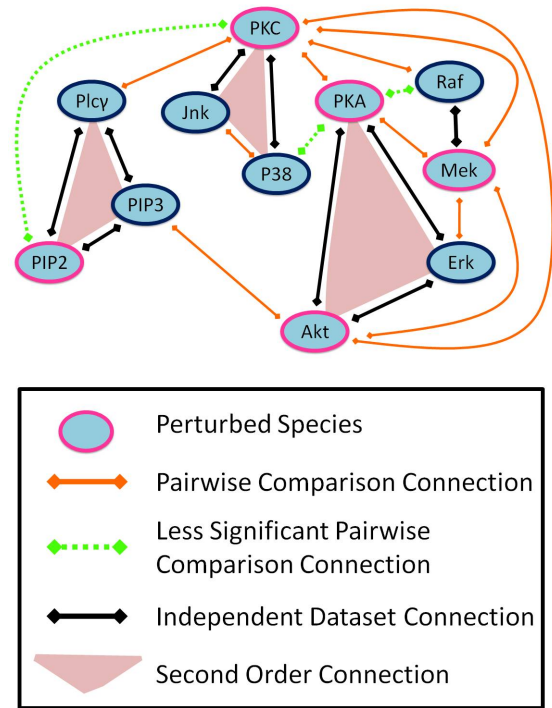 PKC
Plcγ
Jnk
PKA
Raf
P38
Mek
PIP3
PIP2
Erk
Akt
Perturbed Species
Pairwise Comparison Connection
Less Significant Pairwise
Comparison Connection
Independent Dataset Connection
Second Order Connection